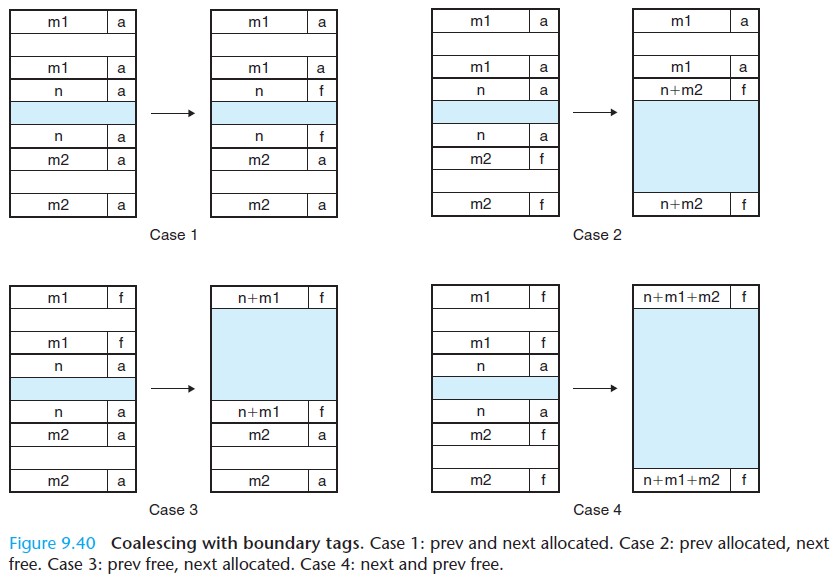 m1 a
m1 a
n a
n a
m2 a
m2 a
m1 a
m1 a
n f
n f
m2 a
m2 a
Case 1
m1 a
m1 a
n a
n a
m2 f
m2 f
m1 a
m1 a
n+m2 f
n+m2 f
Case 2
m1 f
m1 f
n a
n a
m2 a
m2 a
n+m1 f
n+m1 f
m2 a
m2 a
Case 3
m1 f
m1 f
n a
n a
m2 f
m2 f
n+m1+m2 f
n+m1+m2 f
Case 4
Figure 9.40 Coalescing with boundary tags. Case 1: prev and next allocated. Case 2: prev allocated, next
free. Case 3: prev free, next allocated. Case 4: next and prev free.